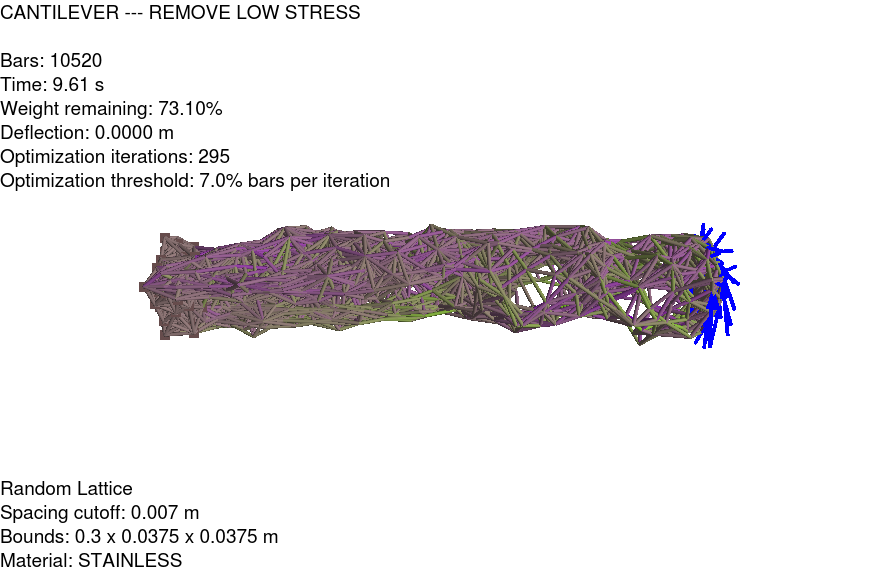 CANTILEVER --- REMOVE LOW STRESS
Bars: 10520
Time: 9.61 s
Weight remaining: 73.10%
Deflection: 0.0000 m
Optimization iterations: 295
Optimization threshold: 7.0% bars per iteration
Random Lattice
Spacing cutoff: 0.007 m
Bounds: 0.3 x 0.0375 x 0.0375 m
Material: STAINLESS